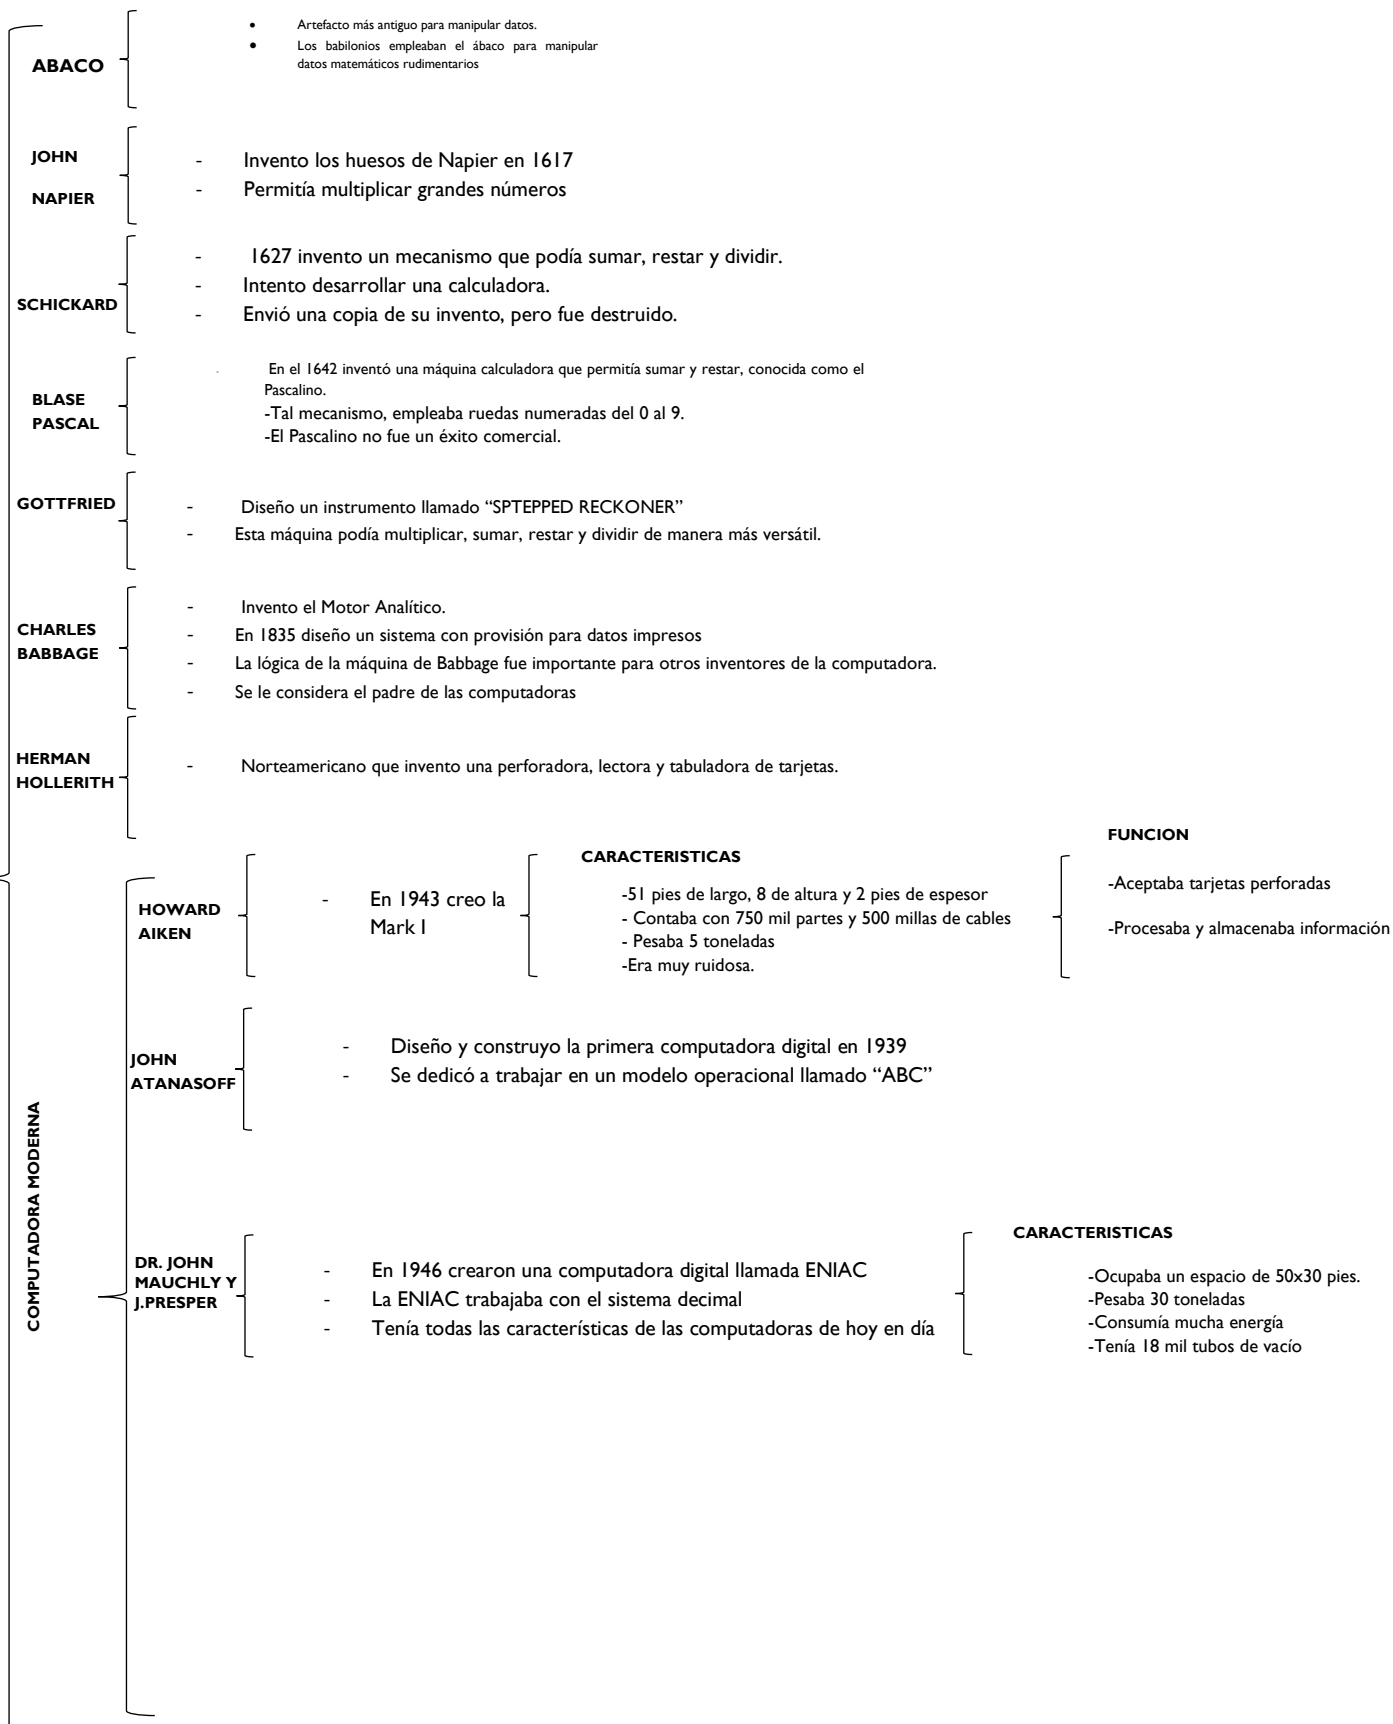 • Artefacto más antiguo para manipular datos.
• Los babilonios empleaban el ábaco para manipular
datos matemáticos rudimentarios
ABACO
JOHN
NAPIER
- Invento los huesos de Napier en 1617
- Permitía multiplicar grandes números
SCHICKARD
- 1627 invento un mecanismo que podía sumar, restar y dividir.
- Intento desarrollar una calculadora.
- Envió una copia de su invento, pero fue destruido.
BLASE
PASCAL
- En el 1642 inventó una máquina calculadora que permitía sumar y restar, conocida como el
Pascalino.
-Tal mecanismo, empleaba ruedas numeradas del 0 al 9.
-El Pascalino no fue un éxito comercial.
GOTTFRIED
- Diseño un instrumento llamado “SPTEPPED RECKONER”
- Esta máquina podía multiplicar, sumar, restar y dividir de manera más versátil.
CHARLES
BABBAGE
- Invento el Motor Analítico.
- En 1835 diseño un sistema con provisión para datos impresos
- La lógica de la máquina de Babbage fue importante para otros inventores de la computadora.
- Se le considera el padre de las computadoras
HERMAN
HOLLERITH
- Norteamericano que invento una perforadora, lectora y tabuladora de tarjetas.
COMPUTADORA MODERNA
HOWARD
AIKEN
- En 1943 creo la
Mark I
CARACTERISTICAS
-51 pies de largo, 8 de altura y 2 pies de espesor
- Contaba con 750 mil partes y 500 millas de cables
- Pesaba 5 toneladas
-Era muy ruidosa.
FUNCION
-Aceptaba tarjetas perforadas
-Procesaba y almacenaba información
JOHN
ATANASOFF
- Diseño y construyo la primera computadora digital en 1939
- Se dedicó a trabajar en un modelo operacional llamado “ABC”
DR. JOHN
MAUCHLY Y
J.PRESPER
- En 1946 crearon una computadora digital llamada ENIAC
- La ENIAC trabajaba con el sistema decimal
- Tenía todas las características de las computadoras de hoy en día
CARACTERISTICAS
-Ocupaba un espacio de 50x30 pies.
-Pesaba 30 toneladas
-Consumía mucha energía
-Tenía 18 mil tubos de vacío